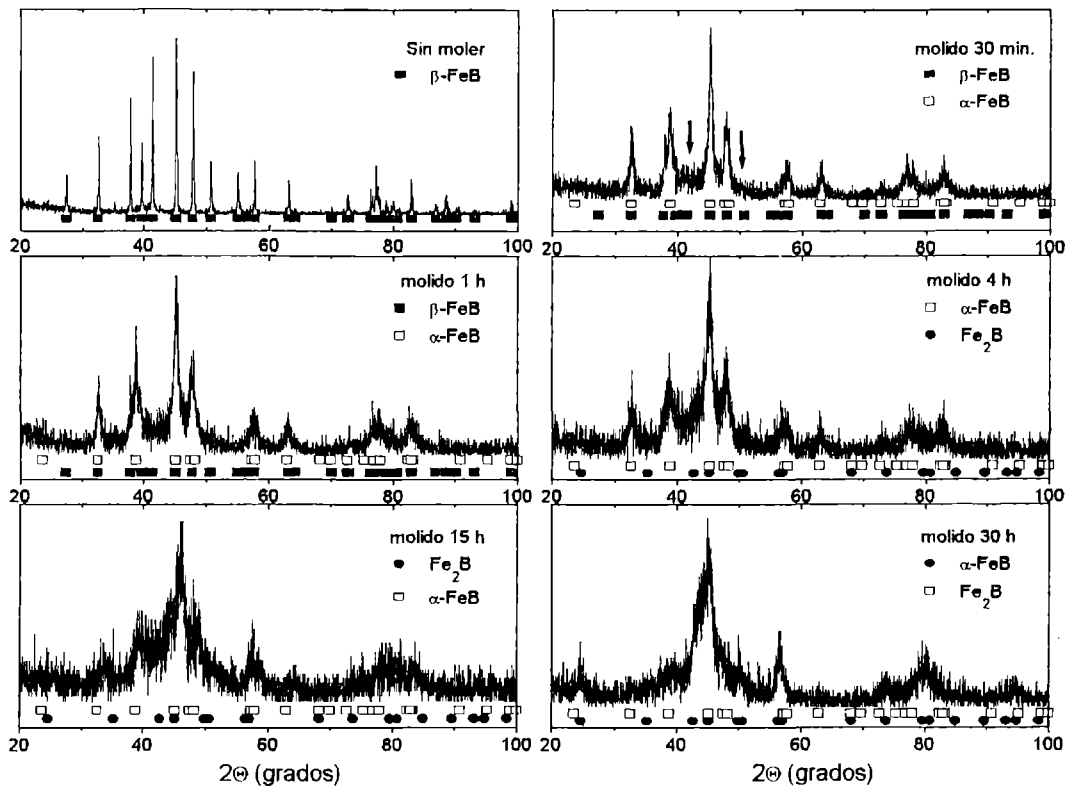 Sin moler
β-FeB
20 40 60 80 100
molido 30 min.
β-FeB
α-FeB
20 40 60 80 100
molido 1 h
β-FeB
α-FeB
20 40 60 80 100
molido 4 h
α-FeB
Fe₂B
20 40 60 80 100
molido 15 h
Fe₂B
α-FeB
20 40 60 80 100
2Θ (grados)
molido 30 h
α-FeB
Fe₂B
20 40 60 80 100
2Θ (grados)